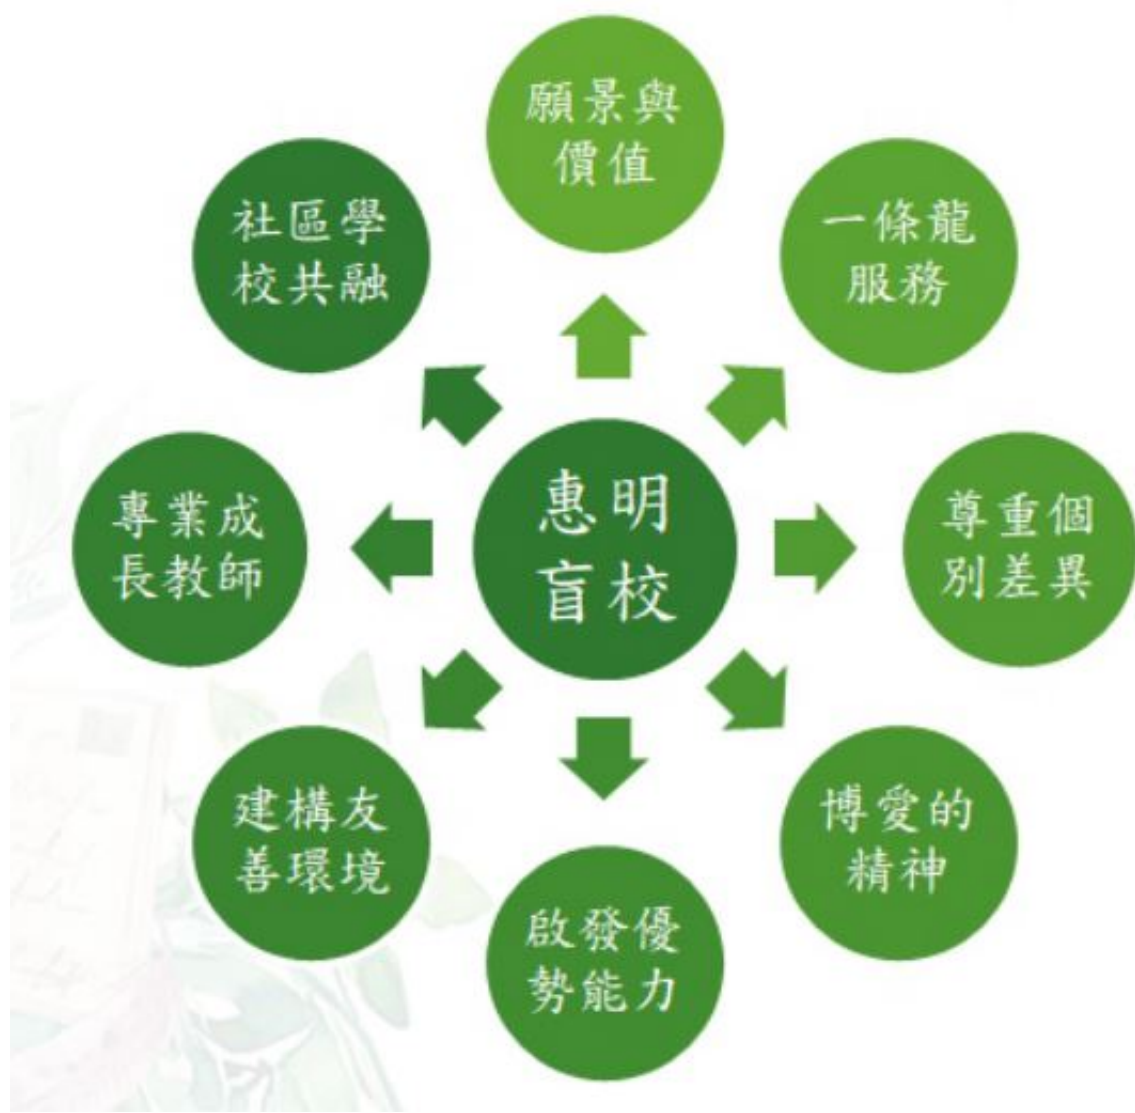 願景與
價值
一條龍
服務
尊重個
別差異
博愛的
精神
啟發優
勢能力
建構友
善環境
專業成
長教師
社區學
校共融
惠明
盲校